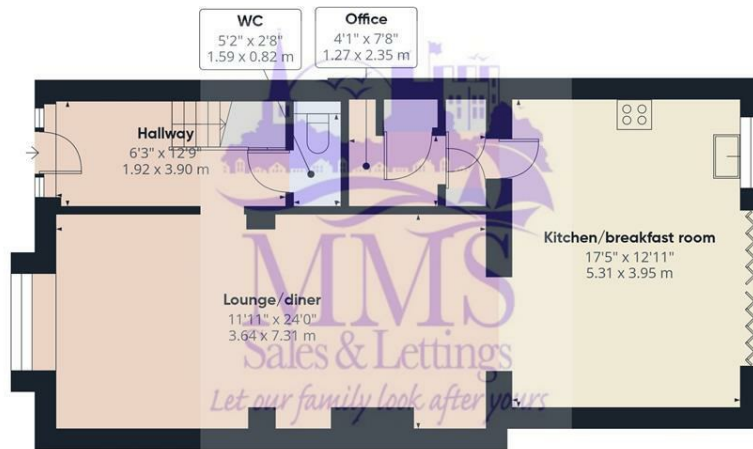 WC
5'2" x 2'8"
1.59 x 0.82 m
Office
4'1" x 7'8"
1.27 x 2.35 m
Hallway
6'3" x 12'9"
1.92 x 3.90 m
Kitchen/breakfast room
17'5" x 12'11"
5.31 x 3.95 m
Lounge/diner
11'11" x 24'0"
3.64 x 7.31 m
MMS
Sales & Lettings
Let our family look after yours